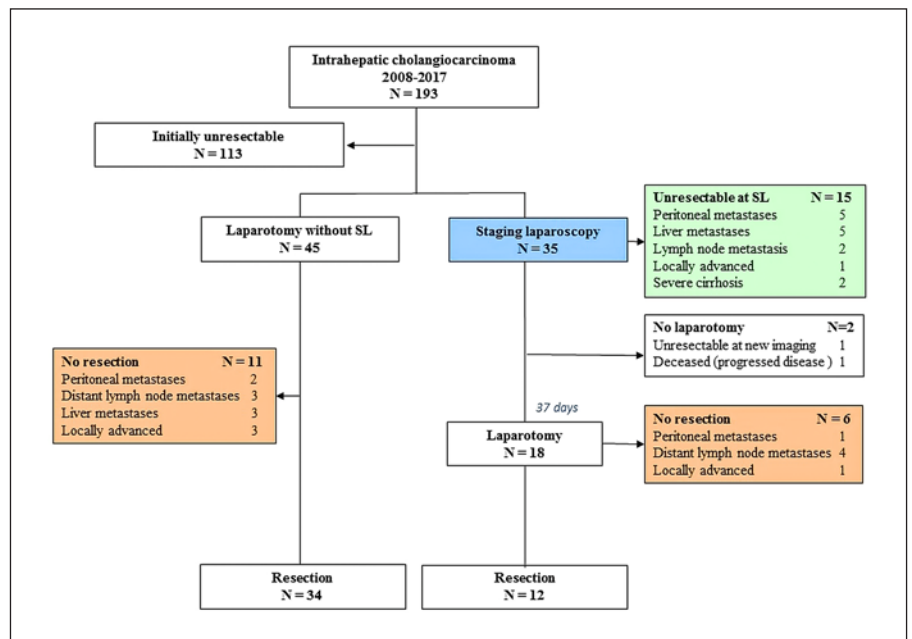 Intrahepatic cholangiocarcinoma
2008-2017
N = 193
Initially unresectable
N = 113
Laparotomy without SL
N = 45
Staging laparoscopy
N = 35
Unresectable at SL N = 15
Peritoneal metastases 5
Liver metastases 5
Lymph node metastasis 2
Locally advanced 1
Severe cirrhosis 2
No laparotomy N=2
Unresectable at new imaging 1
Deceased (progressed disease ) 1
No resection N = 11
Peritoneal metastases 2
Distant lymph node metastases 3
Liver metastases 3
Locally advanced 3
37 days
Laparotomy
N = 18
No resection N = 6
Peritoneal metastases 1
Distant lymph node metastases 4
Locally advanced 1
Resection
N = 34
Resection
N = 12